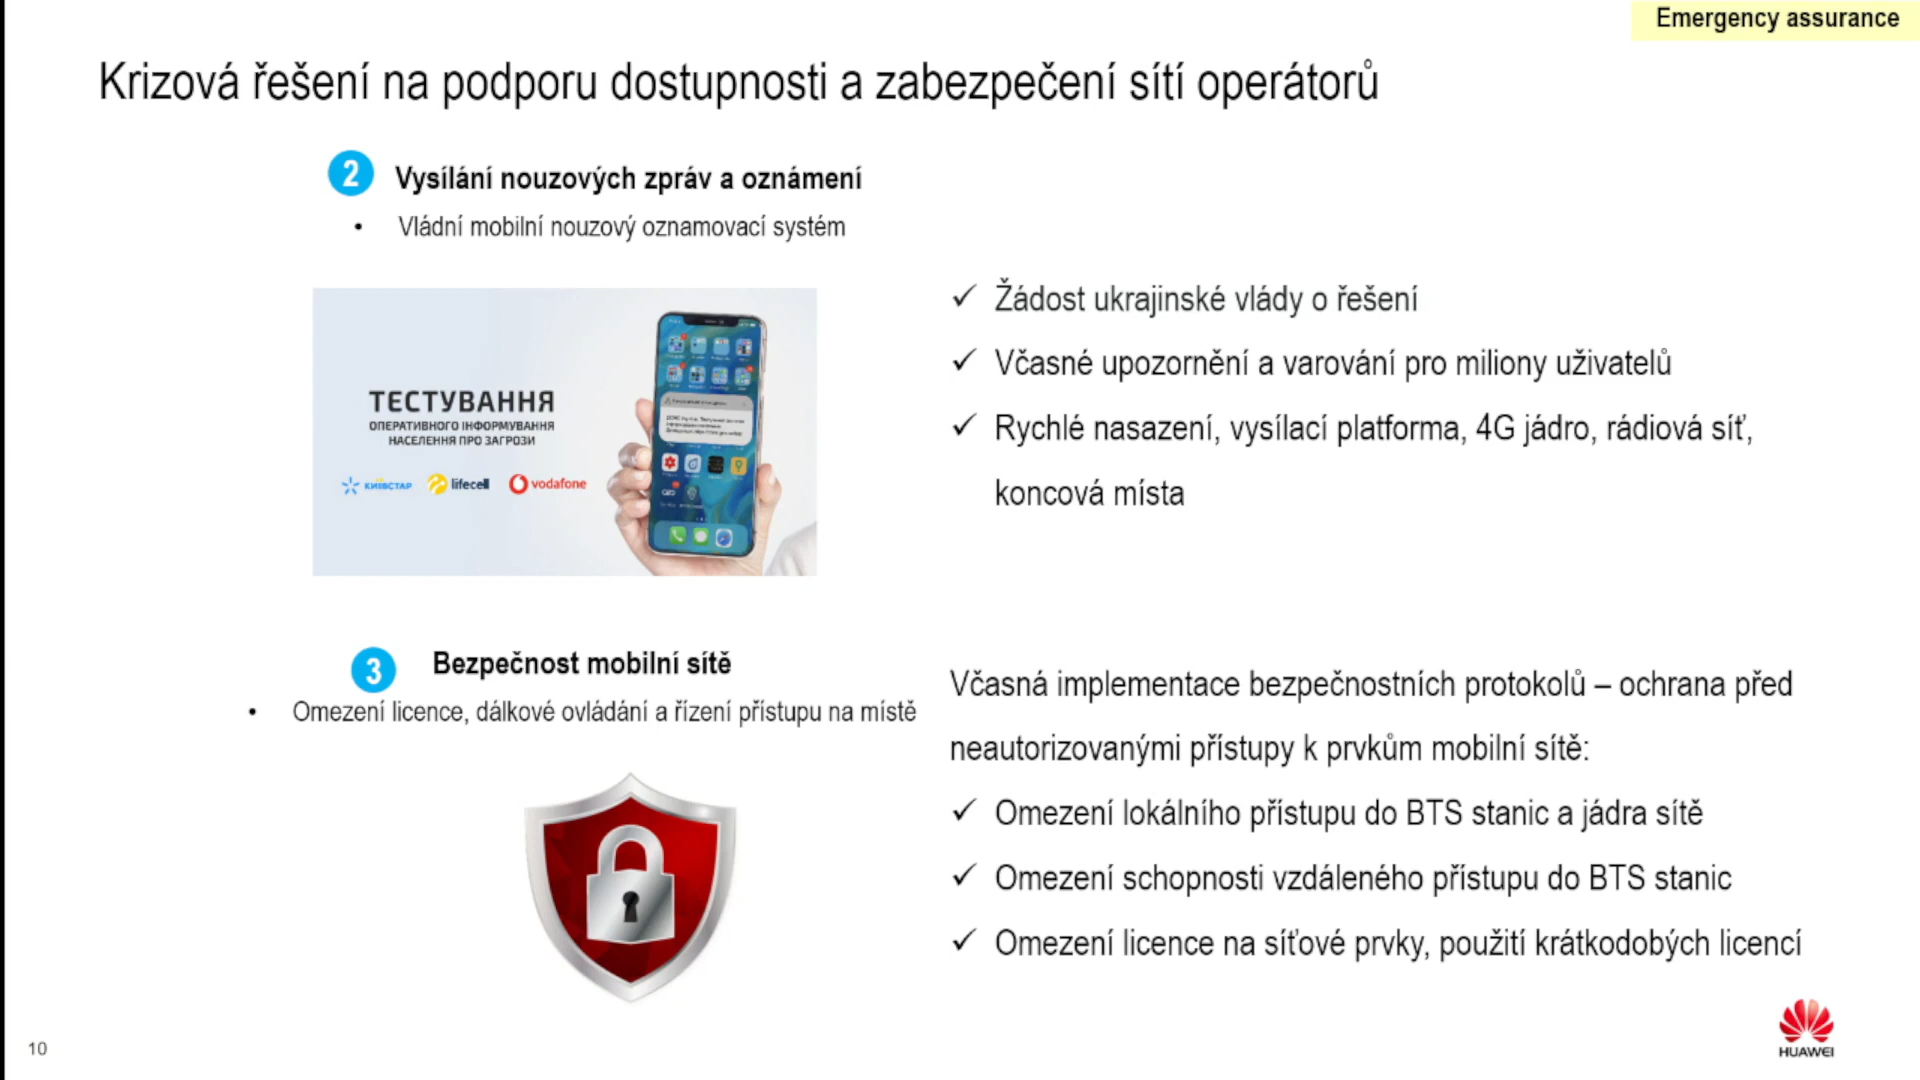 Emergency assurance
Krizová řešení na podporu dostupnosti a zabezpečení sítí operátorů
2 Vysílání nouzových zpráv a oznámení
• Vládní mobilní nouzový oznamovací systém
ТЕСТУВАННЯ
ОПЕРАТИВНОГО ІНФОРМУВАННЯ
НАСЕЛЕННЯ ПРО ЗАГРОЗИ
КИЇВСТАР lifecell vodafone
✓ Žádost ukrajinské vlády o řešení
✓ Včasné upozornění a varování pro miliony uživatelů
✓ Rychlé nasazení, vysílací platforma, 4G jádro, rádiová síť,
koncová místa
3 Bezpečnost mobilní sítě
• Omezení licence, dálkové ovládání a řízení přístupu na místě
Včasná implementace bezpečnostních protokolů – ochrana před
neautorizovanými přístupy k prvkům mobilní sítě:
✓ Omezení lokálního přístupu do BTS stanic a jádra sítě
✓ Omezení schopnosti vzdáleného přístupu do BTS stanic
✓ Omezení licence na síťové prvky, použití krátkodobých licencí
HUAWEI
10